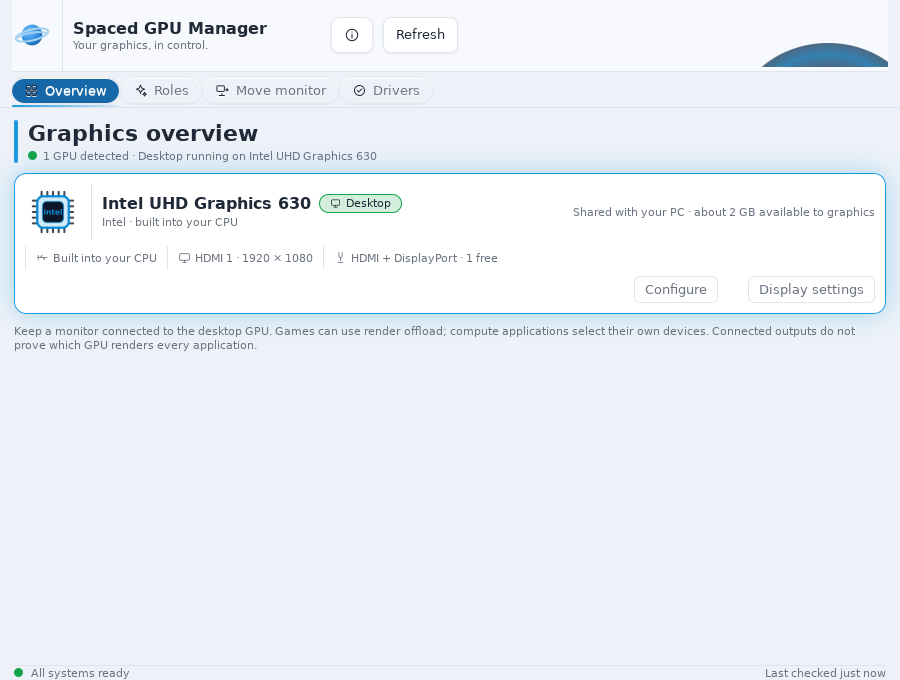 Spaced GPU Manager
Your graphics, in control.
Refresh
Overview
Roles
Move monitor
Drivers
Graphics overview
1 GPU detected · Desktop running on Intel UHD Graphics 630
intel
Intel UHD Graphics 630
Desktop
Intel · built into your CPU
Shared with your PC · about 2 GB available to graphics
Built into your CPU
HDMI 1 · 1920 × 1080
HDMI + DisplayPort · 1 free
Configure
Display settings
Keep a monitor connected to the desktop GPU. Games can use render offload; compute applications select their own devices. Connected outputs do not
prove which GPU renders every application.
All systems ready
Last checked just now